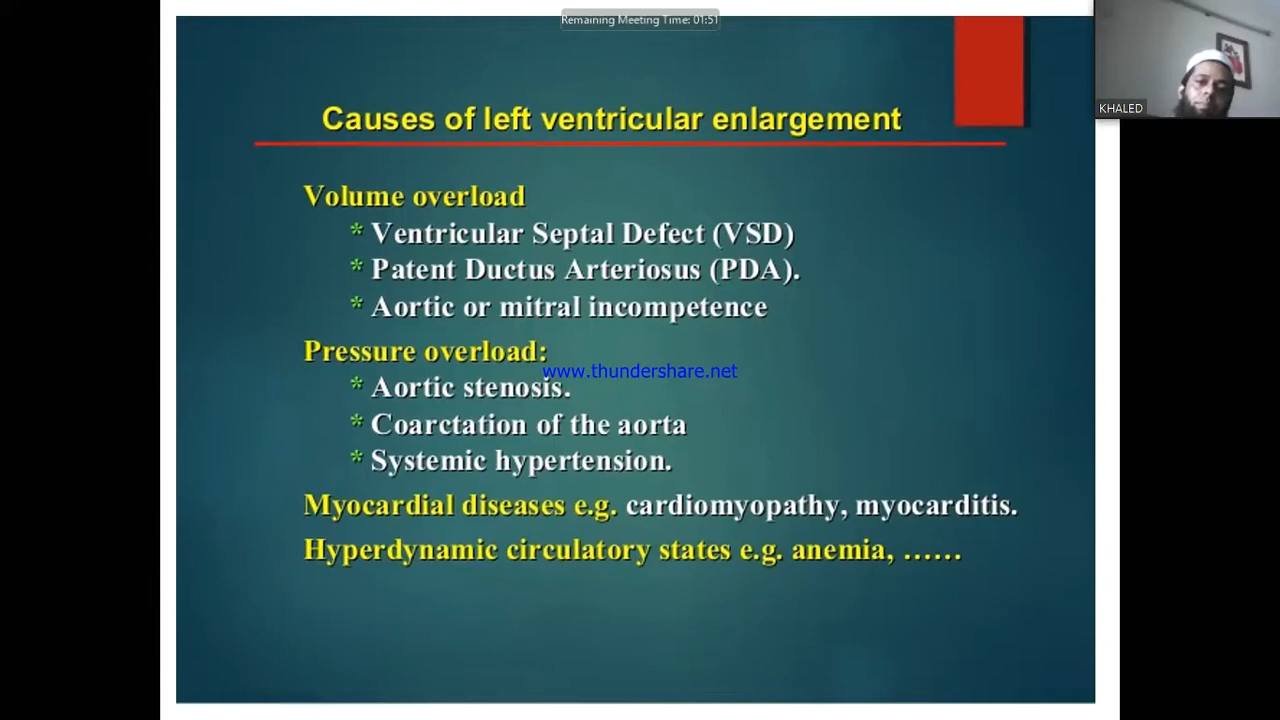 Remaining Meeting Time: 01:51
KHALED
Causes of left ventricular enlargement
Volume overload
* Ventricular Septal Defect (VSD)
* Patent Ductus Arteriosus (PDA).
* Aortic or mitral incompetence
Pressure overload:
www.thundershare.net
* Aortic stenosis.
* Coarctation of the aorta
* Systemic hypertension.
Myocardial diseases e.g. cardiomyopathy, myocarditis.
Hyperdynamic circulatory states e.g. anemia, ……